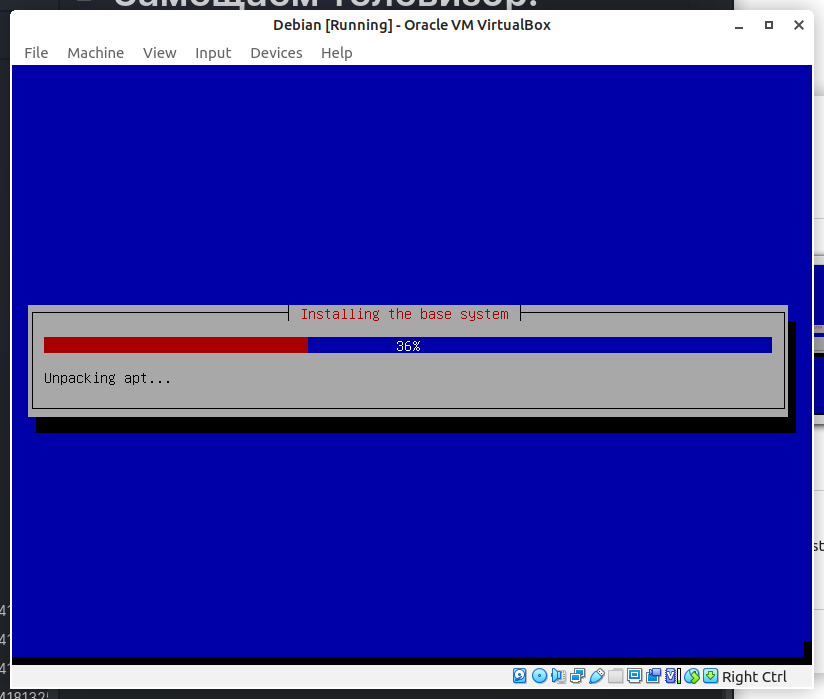 Debian [Running] - Oracle VM VirtualBox
File Machine View Input Devices Help
Installing the base system
36%
Unpacking apt...
Right Ctrl